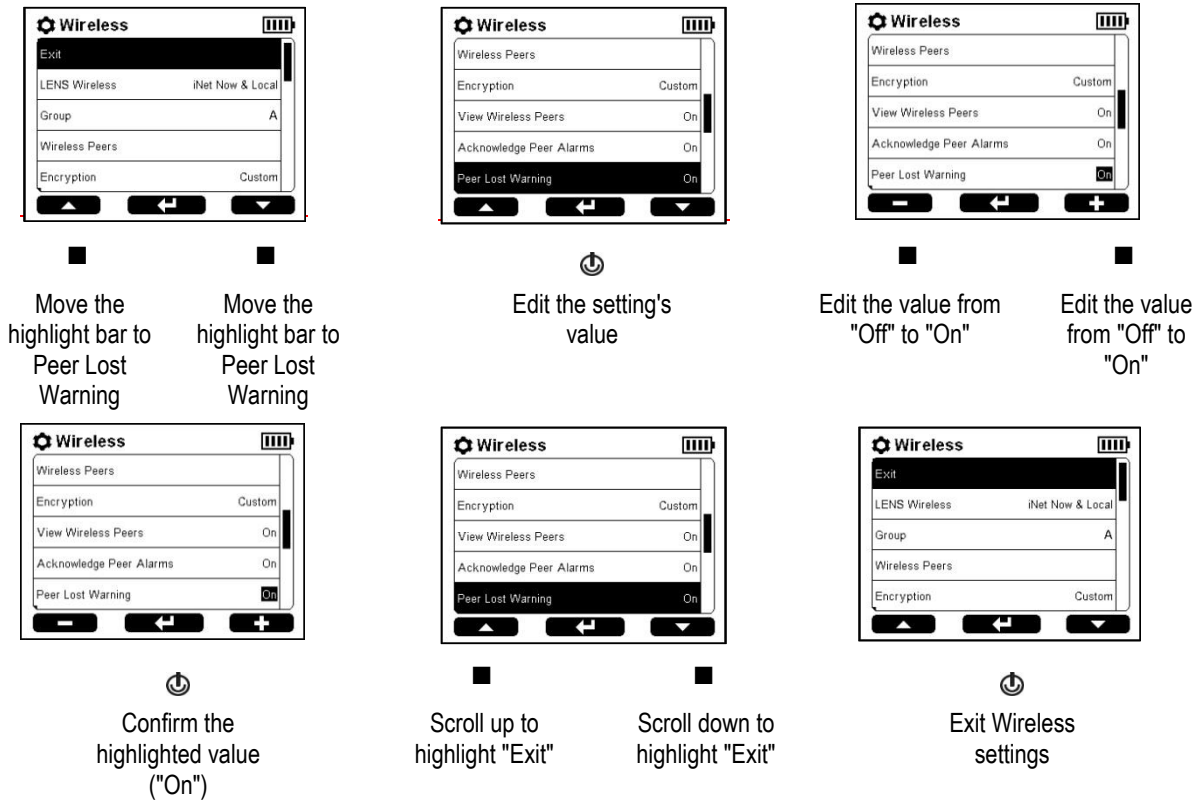 Wireless
Exit
LENS Wireless iNet Now & Local
Group A
Wireless Peers
Encryption Custom
Move the
highlight bar to
Peer Lost
Warning
Move the
highlight bar to
Peer Lost
Warning
Wireless
Wireless Peers
Encryption Custom
View Wireless Peers On
Acknowledge Peer Alarms On
Peer Lost Warning On
Edit the setting's
value
Wireless
Wireless Peers
Encryption Custom
View Wireless Peers On
Acknowledge Peer Alarms On
Peer Lost Warning On
Edit the value from
"Off" to "On"
Edit the value
from "Off" to
"On"
Wireless
Wireless Peers
Encryption Custom
View Wireless Peers On
Acknowledge Peer Alarms On
Peer Lost Warning On
Confirm the
highlighted value
("On")
Wireless
Wireless Peers
Encryption Custom
View Wireless Peers On
Acknowledge Peer Alarms On
Peer Lost Warning On
Scroll up to
highlight "Exit"
Scroll down to
highlight "Exit"
Wireless
Exit
LENS Wireless iNet Now & Local
Group A
Wireless Peers
Encryption Custom
Exit Wireless
settings